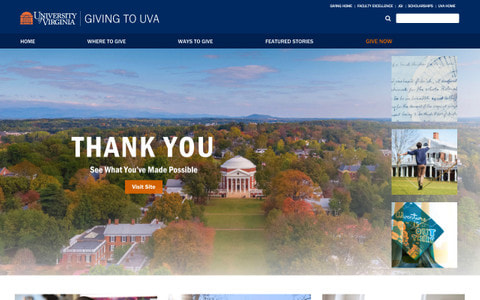 GIVING HOME | FACULTY EXCELLENCE | AD | SCHOLARSHIPS | UVA HOME
UNIVERSITY of VIRGINIA | GIVING TO UVA
HOME WHERE TO GIVE WAYS TO GIVE FEATURED STORIES GIVE NOW
THANK YOU
See What You've Made Possible
Visit Site